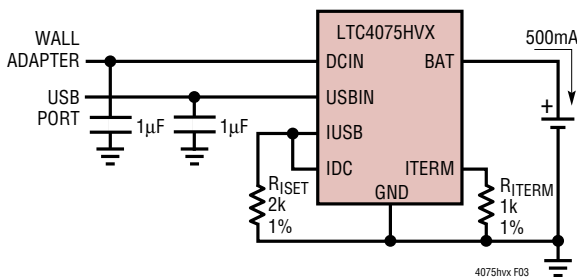 LTC4075HVX
500mA
WALL
ADAPTER
DCIN
BAT
USB
PORT
USBIN
+
1µF
1µF
IUSB
IDC
ITERM
RISET
2k
1%
GND
RITERM
1k
1%
4075hvx F03